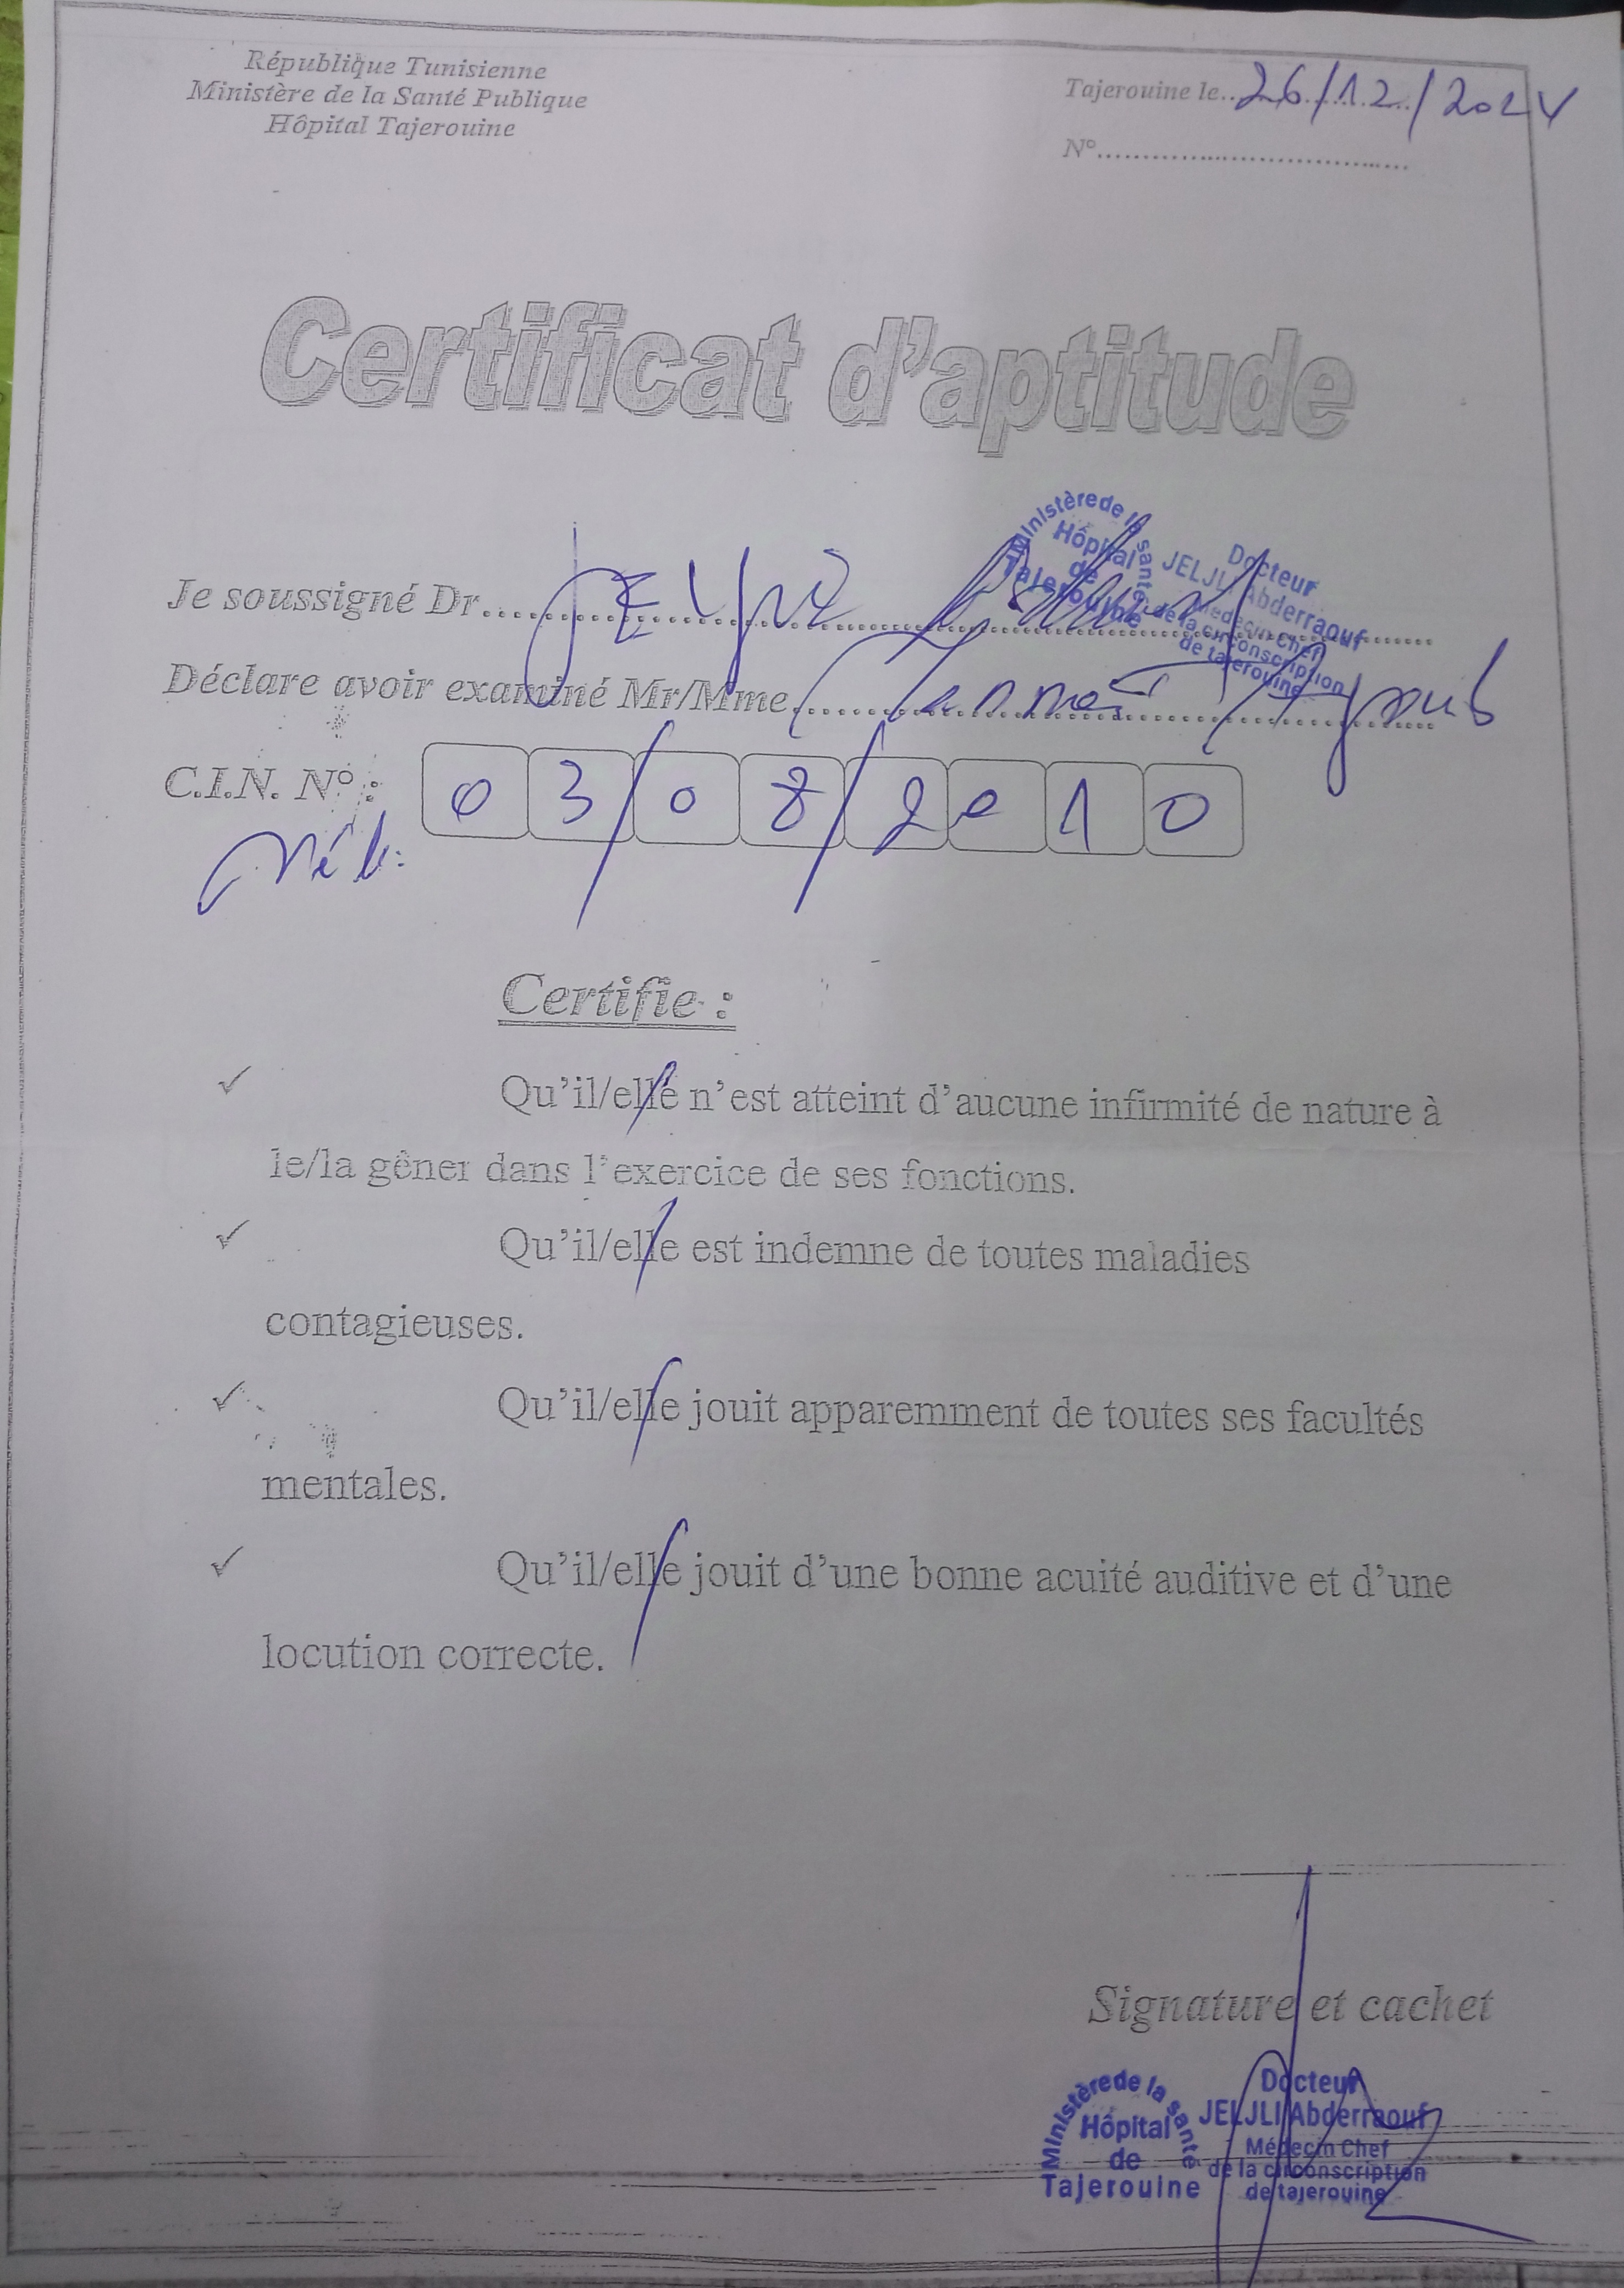 République Tunisienne
Ministère de la Santé Publique
Hôpital Tajerouine
Tajerouine le 26/12/2024
N°
Certificat d'aptitude
Ministère de la santé
Hôpital
de
Tajerouine
Docteur
JELJLI Abderraouf
Médecin Chef
de la circonscription
de tajerouine
Je soussigné Dr
Déclare avoir examiné Mr/Mme
C.I.N. N° : 03/08/2010
Né le:
Certifie :
✓ Qu'il/elle n'est atteint d'aucune infirmité de nature à
le/la gêner dans l'exercice de ses fonctions.
✓ Qu'il/elle est indemne de toutes maladies
contagieuses.
✓ Qu'il/elle jouit apparemment de toutes ses facultés
mentales.
✓ Qu'il/elle jouit d'une bonne acuité auditive et d'une
locution correcte.
Signature et cachet
Ministère de la santé
Hôpital
de
Tajerouine
Docteur
JELJLI Abderraouf
Médecin Chef
de la circonscription
de tajerouine